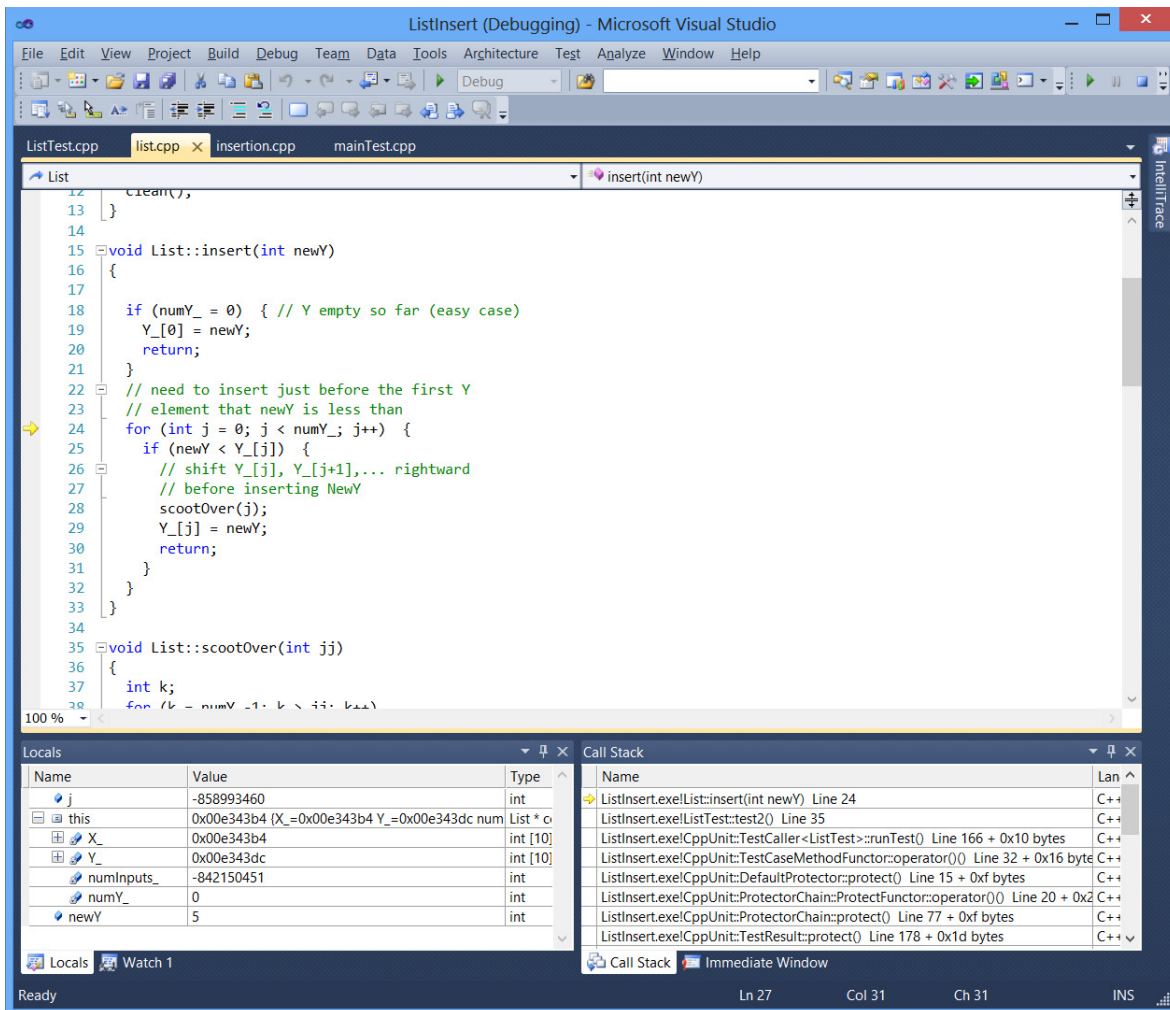 ListInsert (Debugging) - Microsoft Visual Studio
File Edit View Project Build Debug Team Data Tools Architecture Test Analyze Window Help
Debug
ListTest.cpp list.cpp insertion.cpp mainTest.cpp
List insert(int newY)
IntelliTrace
12 clean();
13 }
14
15 void List::insert(int newY)
16 {
17
18 if (numY_ = 0) { // Y empty so far (easy case)
19 Y_[0] = newY;
20 return;
21 }
22 // need to insert just before the first Y
23 // element that newY is less than
24 for (int j = 0; j < numY_; j++) {
25 if (newY < Y_[j]) {
26 // shift Y_[j], Y_[j+1],... rightward
27 // before inserting NewY
28 scootOver(j);
29 Y_[j] = newY;
30 return;
31 }
32 }
33 }
34
35 void List::scootOver(int jj)
36 {
37 int k;
38 for (k = numY_-1; k > jj; k++)
100 %
Locals
Name Value Type
j -858993460 int
this 0x00e343b4 {X_=0x00e343b4 Y_=0x00e343dc num List * c
X_ 0x00e343b4 int [10]
Y_ 0x00e343dc int [10]
numInputs_ -842150451 int
numY_ 0 int
newY 5 int
Locals Watch 1
Call Stack
Name Lan
ListInsert.exe!List::insert(int newY) Line 24 C++
ListInsert.exe!ListTest::test2() Line 35 C++
ListInsert.exe!CppUnit::TestCaller<ListTest>::runTest() Line 166 + 0x10 bytes C++
ListInsert.exe!CppUnit::TestCaseMethodFunctor::operator()() Line 32 + 0x16 byte C++
ListInsert.exe!CppUnit::DefaultProtector::protect() Line 15 + 0xf bytes C++
ListInsert.exe!CppUnit::ProtectorChain::ProtectFunctor::operator()() Line 20 + 0x2 C++
ListInsert.exe!CppUnit::ProtectorChain::protect() Line 77 + 0xf bytes C++
ListInsert.exe!CppUnit::TestResult::protect() Line 178 + 0x1d bytes C++
Call Stack Immediate Window
Ready Ln 27 Col 31 Ch 31 INS